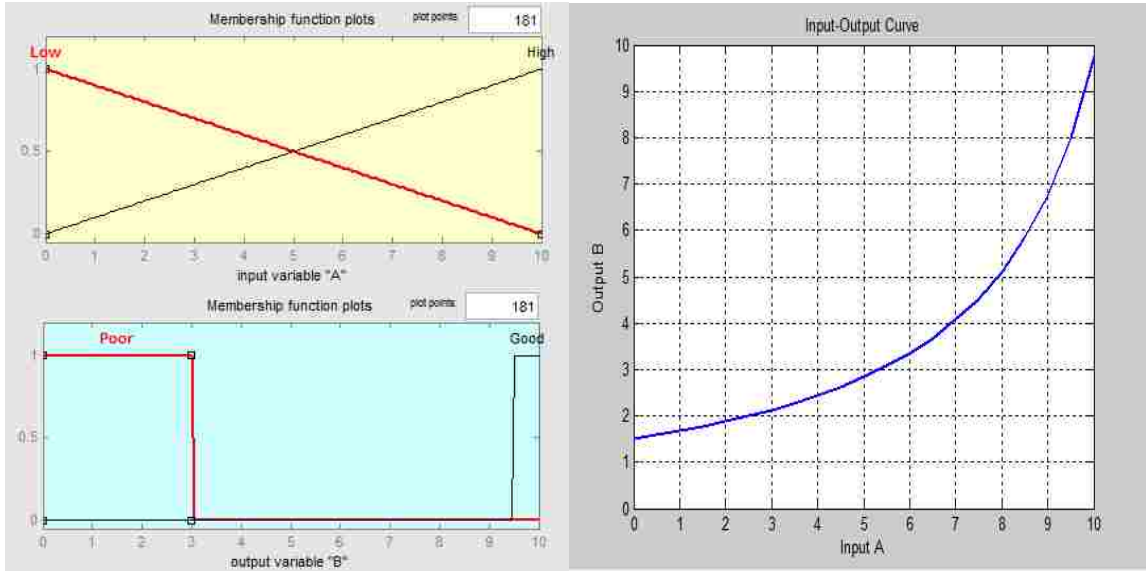 Membership function plots plot points: 181
Low
High
1
0.5
0
0 1 2 3 4 5 6 7 8 9 10
input variable "A"
Membership function plots plot points: 181
Poor
Good
1
0.5
0
0 1 2 3 4 5 6 7 8 9 10
output variable "B"
Input-Output Curve
10
9
8
7
6
5
4
3
2
1
0
Output B
0 1 2 3 4 5 6 7 8 9 10
Input A